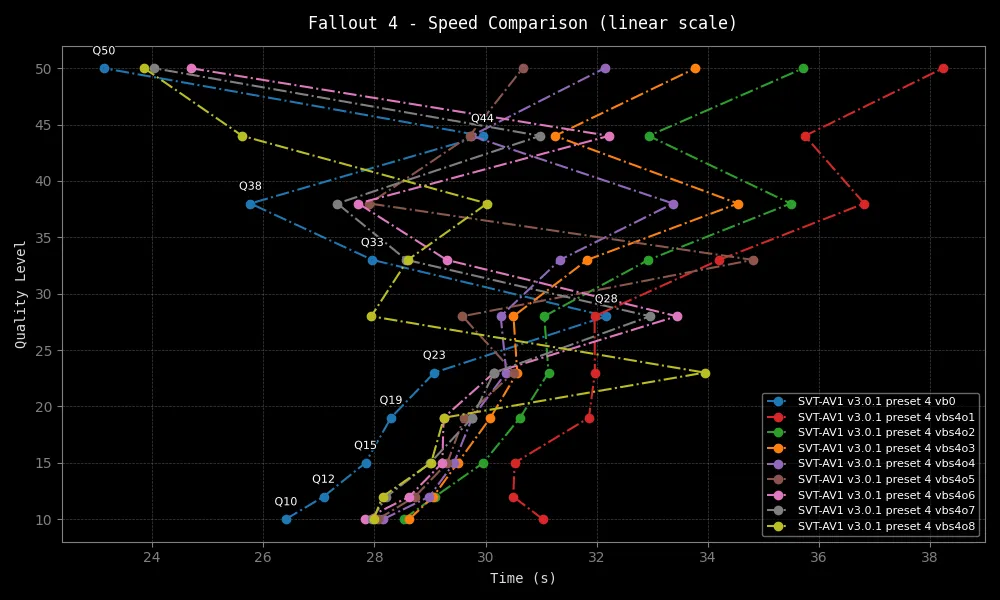 Fallout 4 - Speed Comparison (linear scale)
Q50
Q44
Q38
Q33
Q28
Q23
Q19
Q15
Q12
Q10
Quality Level
50
45
40
35
30
25
20
15
10
SVT-AV1 v3.0.1 preset 4 vb0
SVT-AV1 v3.0.1 preset 4 vbs4o1
SVT-AV1 v3.0.1 preset 4 vbs4o2
SVT-AV1 v3.0.1 preset 4 vbs4o3
SVT-AV1 v3.0.1 preset 4 vbs4o4
SVT-AV1 v3.0.1 preset 4 vbs4o5
SVT-AV1 v3.0.1 preset 4 vbs4o6
SVT-AV1 v3.0.1 preset 4 vbs4o7
SVT-AV1 v3.0.1 preset 4 vbs4o8
24 26 28 30 32 34 36 38
Time (s)